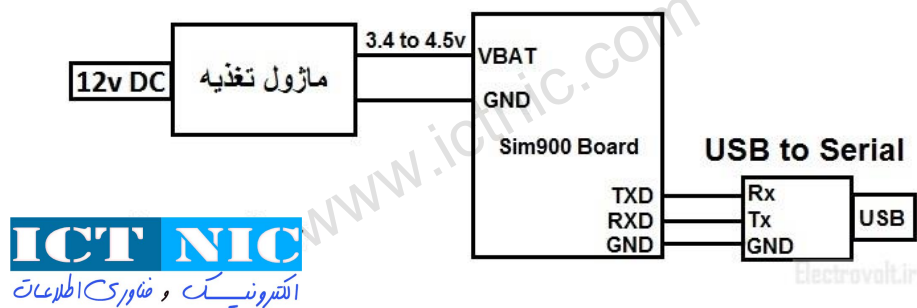 12v DC
ماژول تغذیه
3.4 to 4.5v
VBAT
GND
Sim900 Board
TXD
RXD
GND
USB to Serial
Rx
Tx
GND
USB
www.ictnic.com
ICT NIC
الکترونیک و فناوری اطلاعات
Electrovolt.ir